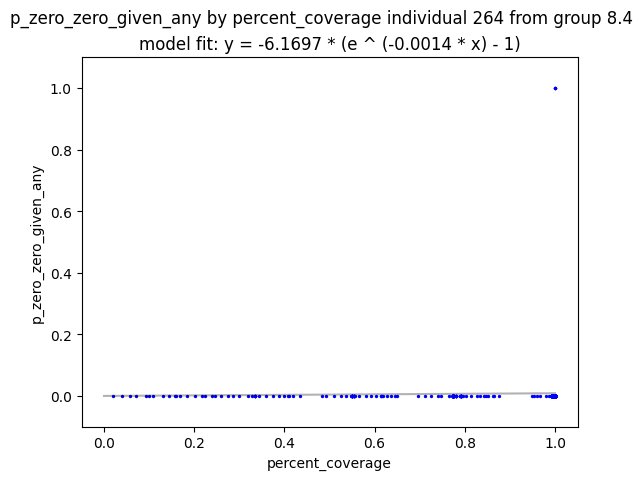 p_zero_zero_given_any by percent_coverage individual 264 from group 8.4
model fit: y = -6.1697 * (e ^ (-0.0014 * x) - 1)
p_zero_zero_given_any
1.0
0.8
0.6
0.4
0.2
0.0
0.0 0.2 0.4 0.6 0.8 1.0
percent_coverage